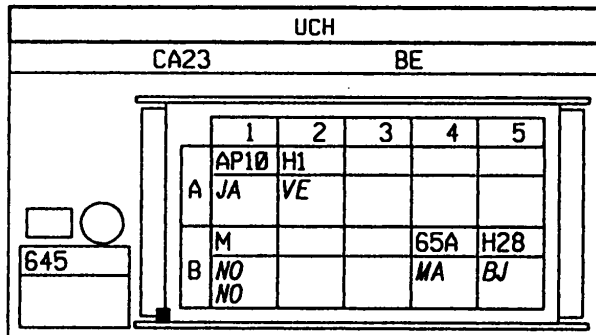 UCH
CA23 BE
1 2 3 4 5
AP10 H1
A JA VE
M 65A H28
645
B NO MA BJ
NO